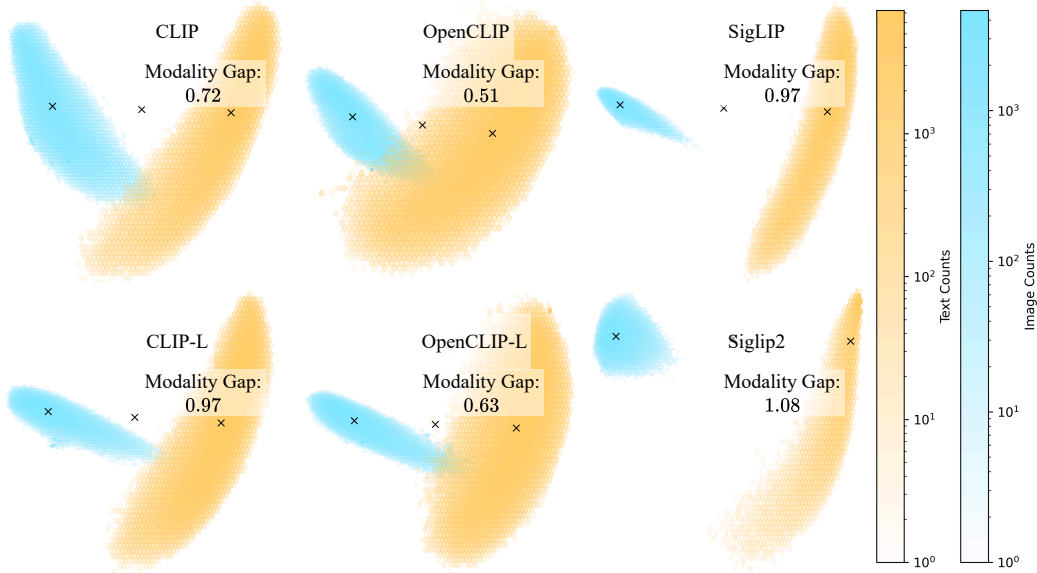 CLIP
Modality Gap:
0.72
OpenCLIP
Modality Gap:
0.51
SigLIP
Modality Gap:
0.97
CLIP-L
Modality Gap:
0.97
OpenCLIP-L
Modality Gap:
0.63
Siglip2
Modality Gap:
1.08
10³
10²
10¹
10⁰
Text Counts
10³
10²
10¹
10⁰
Image Counts